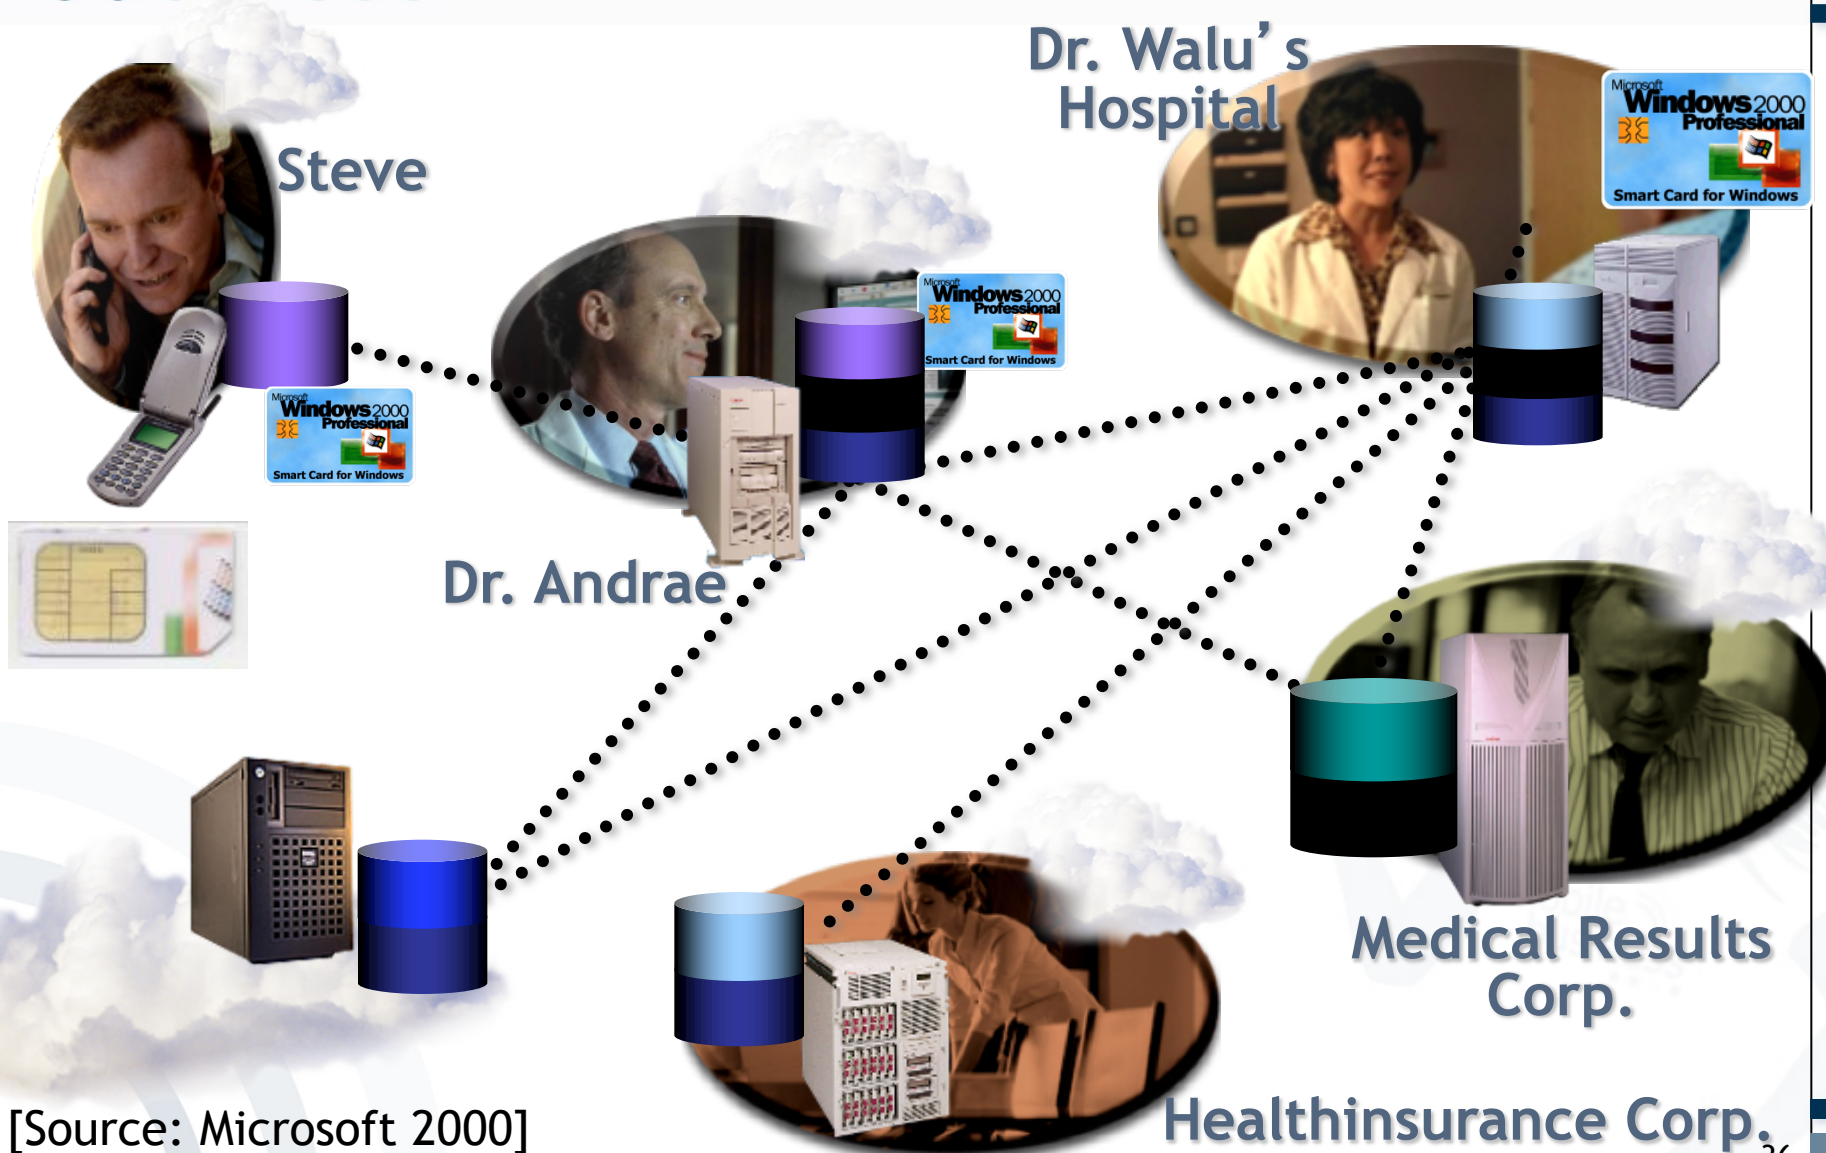 Dr. Walu’s
Hospital
Microsoft
Windows 2000
Professional
Smart Card for Windows
Steve
Microsoft
Windows 2000
Professional
Smart Card for Windows
Microsoft
Windows 2000
Professional
Smart Card for Windows
Dr. Andrae
Medical Results
Corp.
Healthinsurance Corp.
[Source: Microsoft 2000]